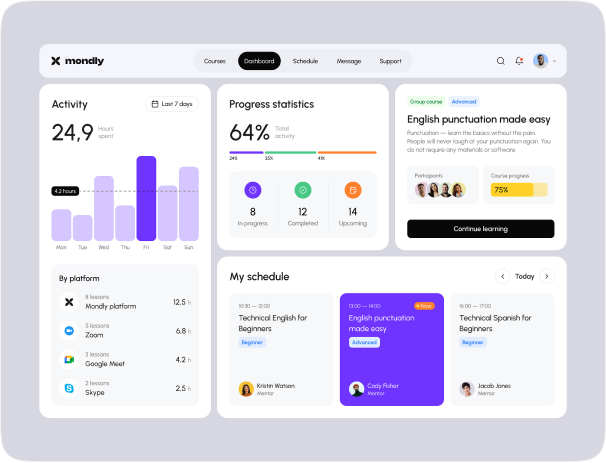 mondly
Courses
Dashboard
Schedule
Message
Support
Activity
Last 7 days
24,9
Hours
spent
4,2 hours
Mon
Tue
Wed
Thu
Fri
Sat
Sun
By platform
8 lessons
Mondly platform
12,5 h
5 lessons
Zoom
6,8 h
3 lessons
Google Meet
4,2 h
2 lessons
Skype
2,5 h
Progress statistics
64%
Total
activity
24%
35%
41%
8
In progress
12
Completed
14
Upcoming
Group course
Advanced
English punctuation made easy
Punctuation — learn the basics without the pain.
People will never laugh at your punctuation again. You
do not require any materials or software.
Participants
Course progress
75%
Continue learning
My schedule
Today
10:30 — 12:00
Technical English for
Beginners
Beginner
Kristin Watson
Mentor
13:00 — 14:00
Now
English punctuation
made easy
Advanced
Cody Fisher
Mentor
16:00 — 17:00
Technical Spanish for
Beginners
Beginner
Jacob Jones
Mentor